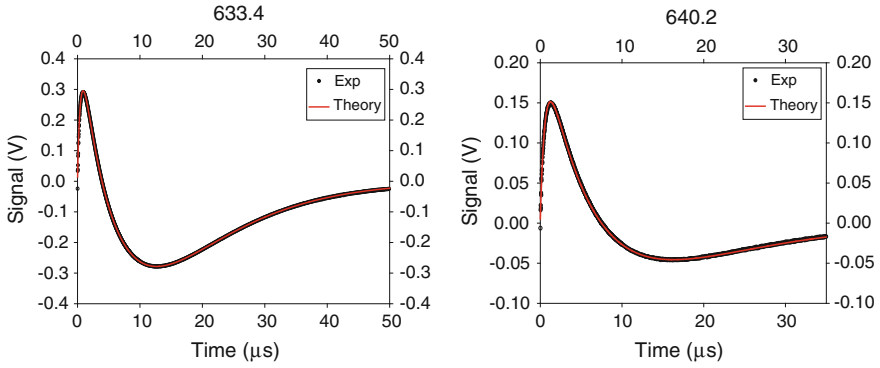 633.4
0 10 20 30 40 50
0.4 0.4
0.3 0.3
0.2 0.2
0.1 0.1
0.0 0.0
-0.1 -0.1
-0.2 -0.2
-0.3 -0.3
-0.4 -0.4
Signal (V)
Exp
Theory
0 10 20 30 40 50
Time (μs)
640.2
0 10 20 30
0.20 0.20
0.15 0.15
0.10 0.10
0.05 0.05
0.00 0.00
-0.05 -0.05
-0.10 -0.10
Signal (V)
Exp
Theory
0 10 20 30
Time (μs)